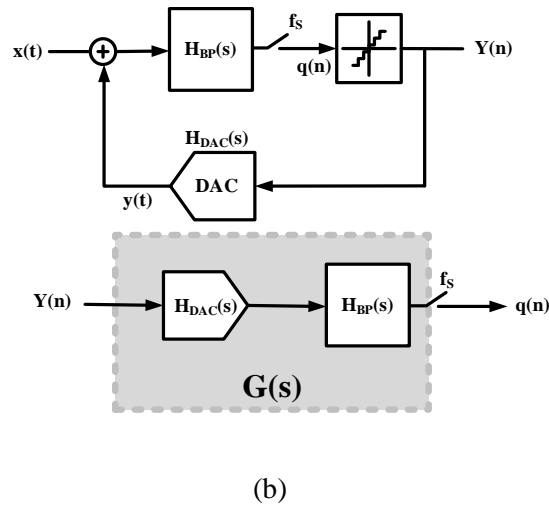 x(t)
+
H_BP(s)
f_S
q(n)
Y(n)
H_DAC(s)
DAC
y(t)
Y(n)
H_DAC(s)
H_BP(s)
f_S
q(n)
G(s)
(b)